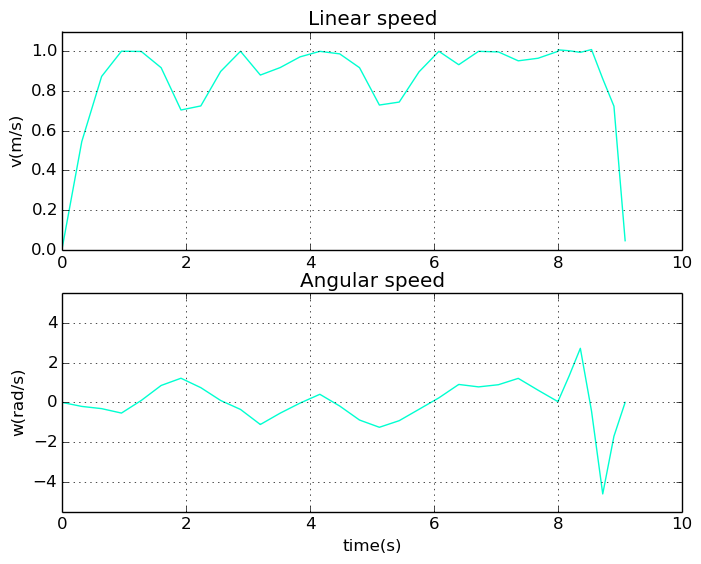 Linear speed
1.0
0.8
0.6
0.4
0.2
0.0
v(m/s)
0 2 4 6 8 10
Angular speed
4
2
0
−2
−4
w(rad/s)
0 2 4 6 8 10
time(s)